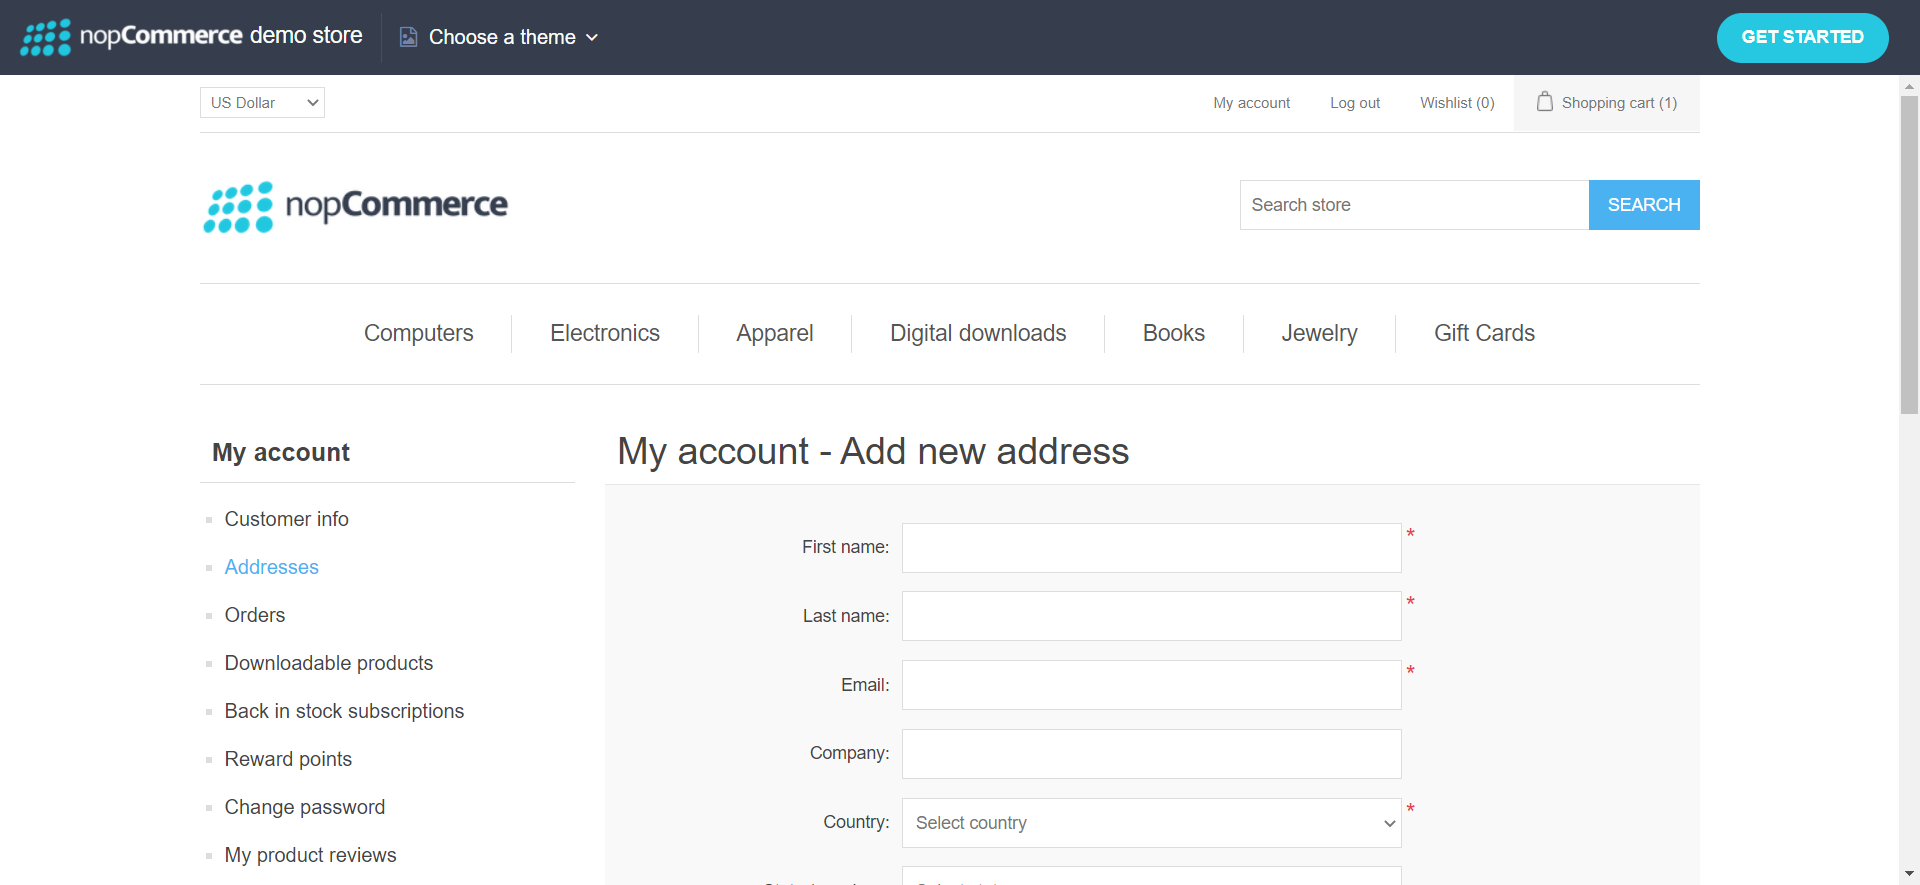 nopCommerce demo store
Choose a theme
GET STARTED
US Dollar
My account
Log out
Wishlist (0)
Shopping cart (1)
nopCommerce
Search store
SEARCH
Computers
Electronics
Apparel
Digital downloads
Books
Jewelry
Gift Cards
My account
Customer info
Addresses
Orders
Downloadable products
Back in stock subscriptions
Reward points
Change password
My product reviews
My account - Add new address
First name:
*
Last name:
*
Email:
*
Company:
Country:
Select country
*